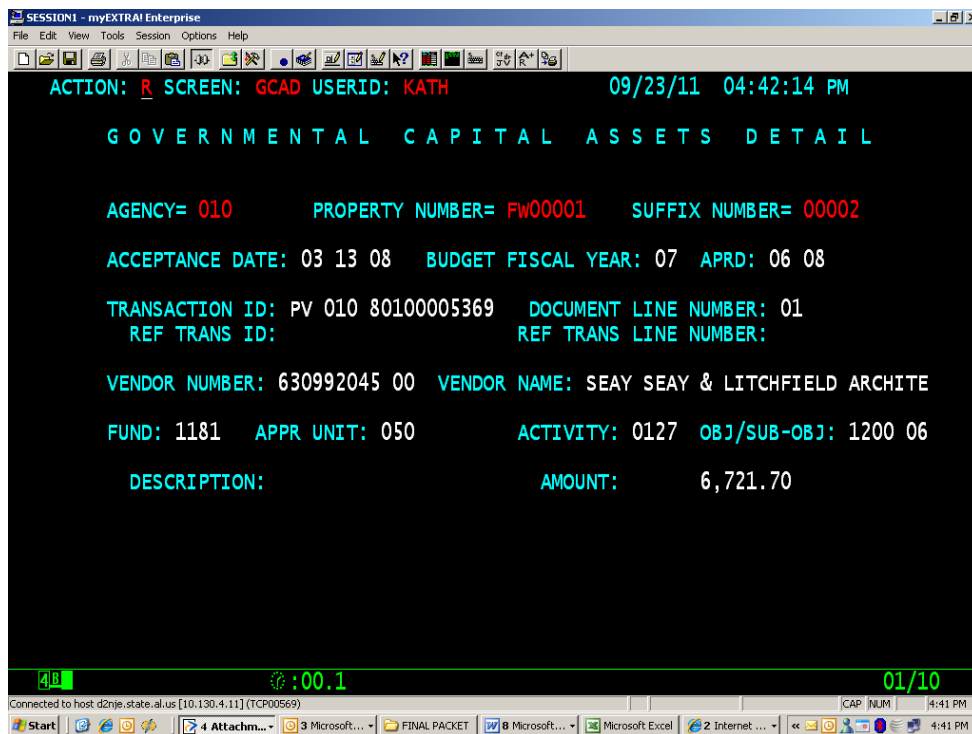 SESSION1 - myEXTRA! Enterprise
File Edit View Tools Session Options Help
ACTION: R SCREEN: GCAD USERID: KATH 09/23/11 04:42:14 PM
G O V E R N M E N T A L C A P I T A L A S S E T S D E T A I L
AGENCY= 010 PROPERTY NUMBER= FW00001 SUFFIX NUMBER= 00002
ACCEPTANCE DATE: 03 13 08 BUDGET FISCAL YEAR: 07 APRD: 06 08
TRANSACTION ID: PV 010 80100005369 DOCUMENT LINE NUMBER: 01
REF TRANS ID: REF TRANS LINE NUMBER:
VENDOR NUMBER: 630992045 00 VENDOR NAME: SEAY SEAY & LITCHFIELD ARCHITE
FUND: 1181 APPR UNIT: 050 ACTIVITY: 0127 OBJ/SUB-OBJ: 1200 06
DESCRIPTION: AMOUNT: 6,721.70
4B :00.1 01/10
Connected to host d2nje.state.al.us [10.130.4.11] (TCP00569) CAP NUM 4:41 PM
Start 4 Attachm... 3 Microsoft... FINAL PACKET 8 Microsoft... Microsoft Excel 2 Internet ... « 4:41 PM